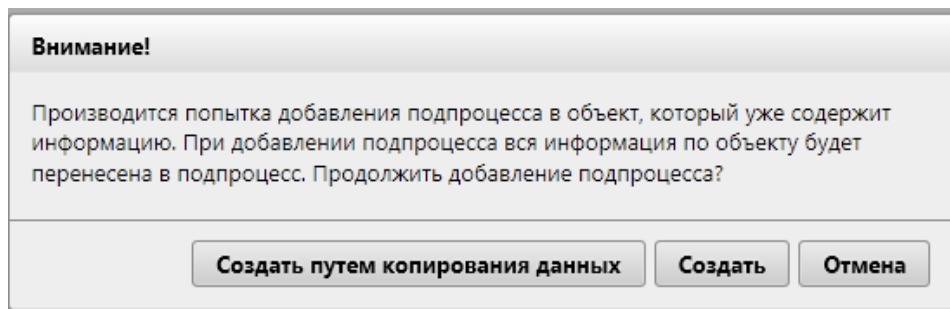 Внимание!
Производится попытка добавления подпроцесса в объект, который уже содержит
информацию. При добавлении подпроцесса вся информация по объекту будет
перенесена в подпроцесс. Продолжить добавление подпроцесса?
Создать путем копирования данных Создать Отмена